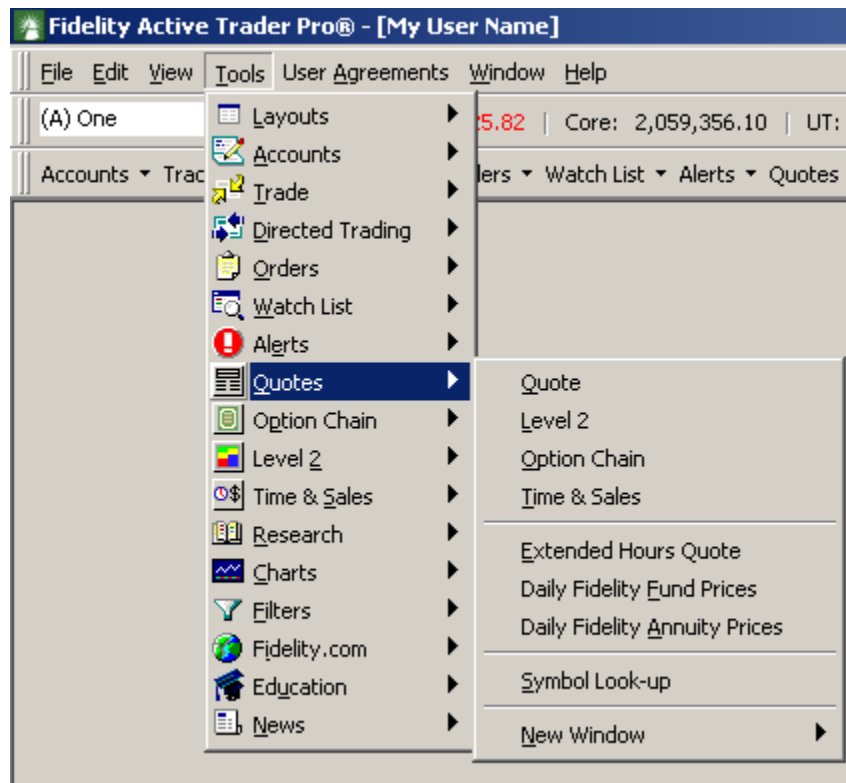 Fidelity Active Trader Pro® - [My User Name]
File Edit View Tools User Agreements Window Help
(A) One 25.82 | Core: 2,059,356.10 | UT:
Accounts Watch List Alerts Quotes
Layouts
Accounts
Trade
Directed Trading
Orders
Watch List
Alerts
Quotes
Option Chain
Level 2
Time & Sales
Research
Charts
Filters
Fidelity.com
Education
News
Quote
Level 2
Option Chain
Time & Sales
Extended Hours Quote
Daily Fidelity Fund Prices
Daily Fidelity Annuity Prices
Symbol Look-up
New Window